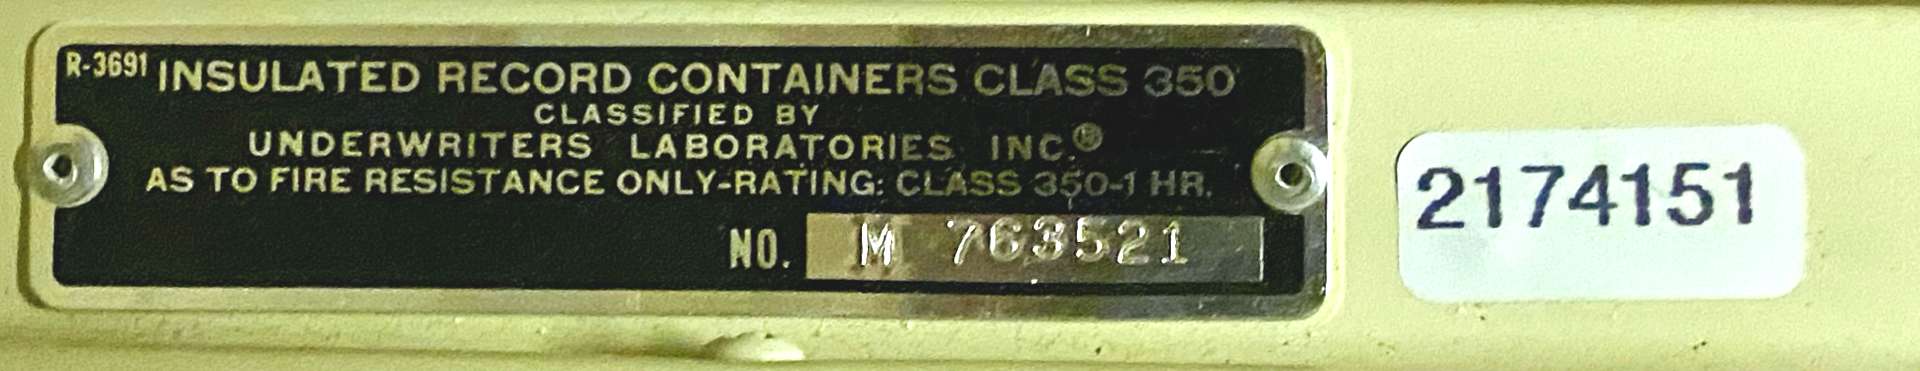 R-3691 INSULATED RECORD CONTAINERS CLASS 350
CLASSIFIED BY
UNDERWRITERS LABORATORIES INC.®
AS TO FIRE RESISTANCE ONLY-RATING: CLASS 350-1 HR.
NO. M 763521
2174151